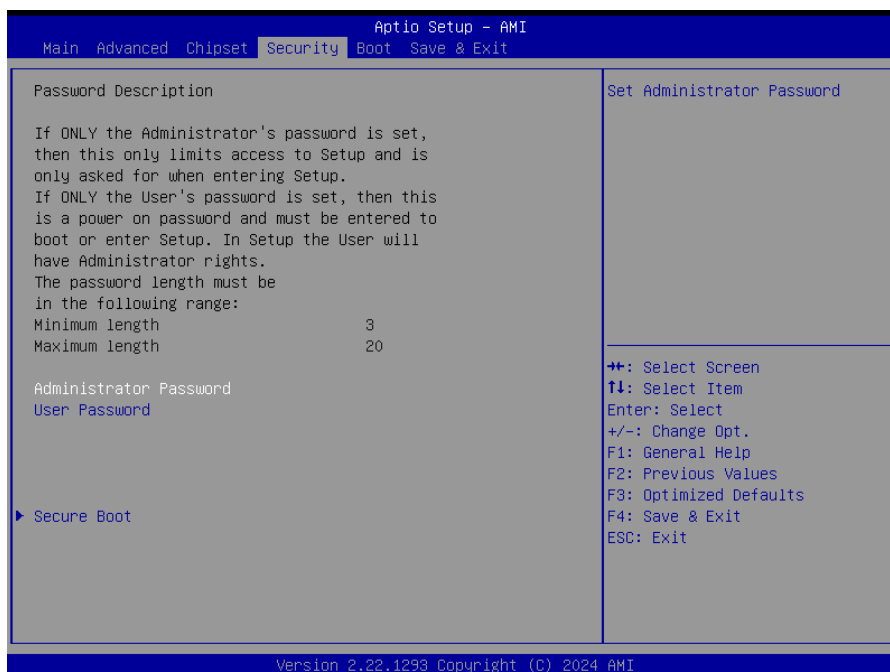 Aptio Setup – AMI
Main Advanced Chipset Security Boot Save & Exit
Password Description
If ONLY the Administrator's password is set,
then this only limits access to Setup and is
only asked for when entering Setup.
If ONLY the User's password is set, then this
is a power on password and must be entered to
boot or enter Setup. In Setup the User will
have Administrator rights.
The password length must be
in the following range:
Minimum length 3
Maximum length 20
Administrator Password
User Password
Secure Boot
Set Administrator Password
→←: Select Screen
↑↓: Select Item
Enter: Select
+/-: Change Opt.
F1: General Help
F2: Previous Values
F3: Optimized Defaults
F4: Save & Exit
ESC: Exit
Version 2.22.1293 Copyright (C) 2024 AMI